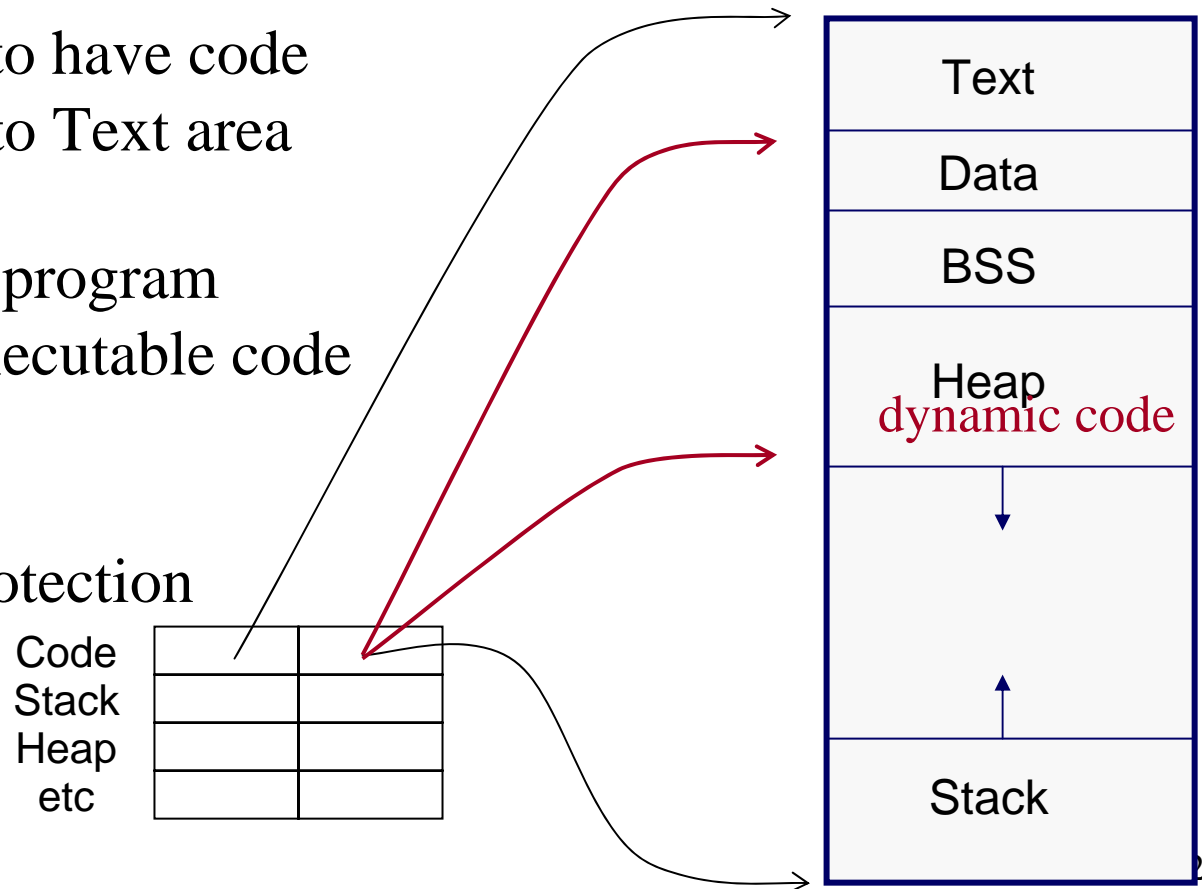 to have code
to Text area
program
ecutable code
otection
Code
Stack
Heap
etc
Text
Data
BSS
Heap
dynamic code
Stack